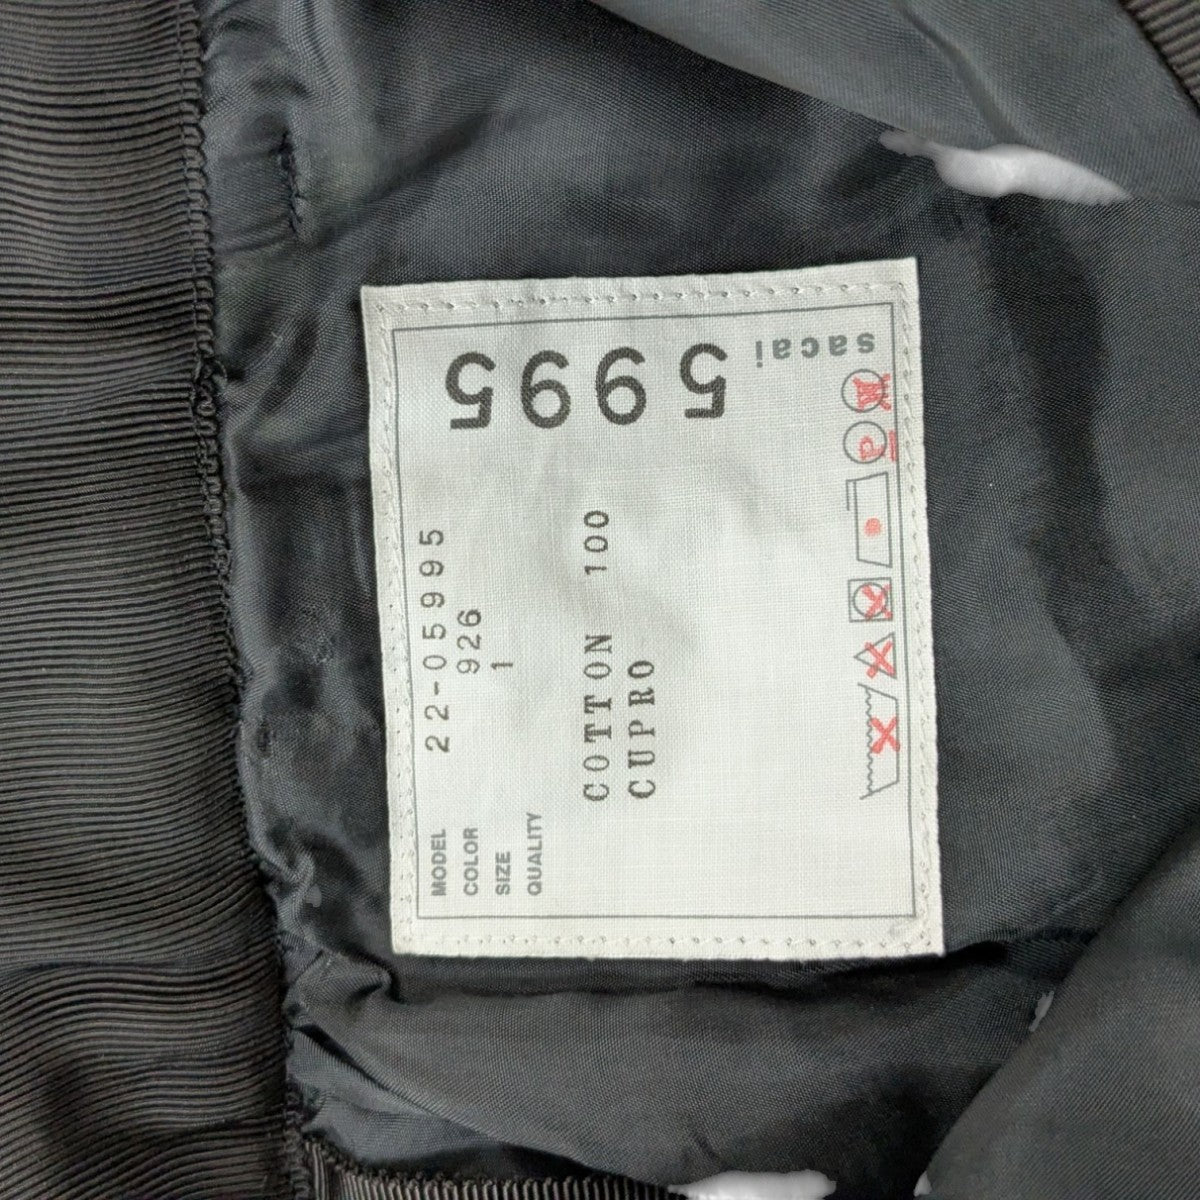 5995
sacai
MODEL 22-05995
COLOR 926
SIZE 1
QUALITY
COTTON 100
CUPRO